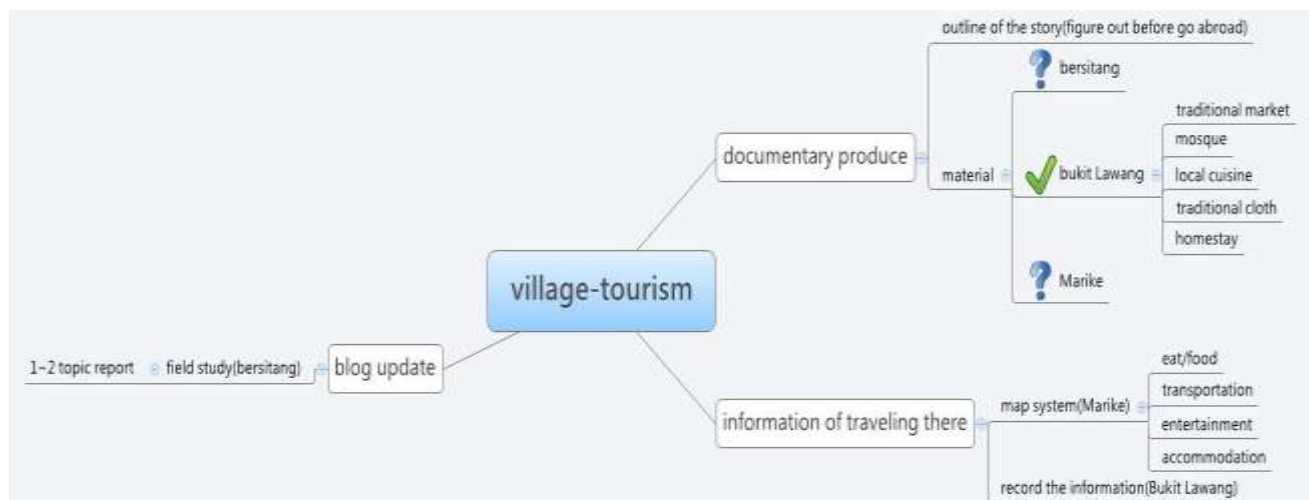 outline of the story(figure out before go abroad)
bersitang
traditional market
mosque
documentary produce
material
bukit Lawang
local cuisine
traditional cloth
homestay
Marike
village-tourism
1~2 topic report
field study(bersitang)
blog update
eat/food
transportation
map system(Marike)
information of traveling there
entertainment
accommodation
record the information(Bukit Lawang)